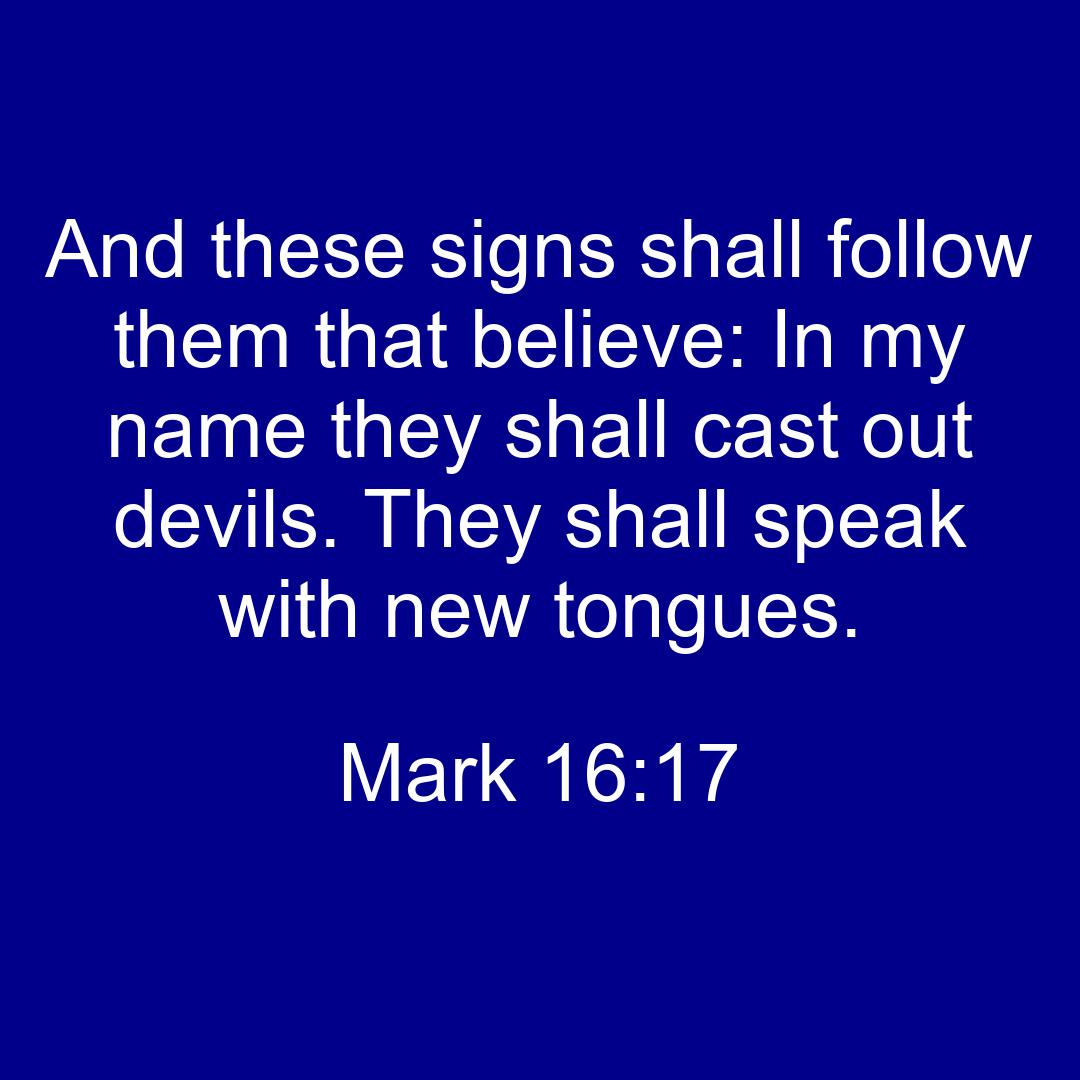 And these signs shall follow
them that believe: In my
name they shall cast out
devils. They shall speak
with new tongues.
Mark 16:17